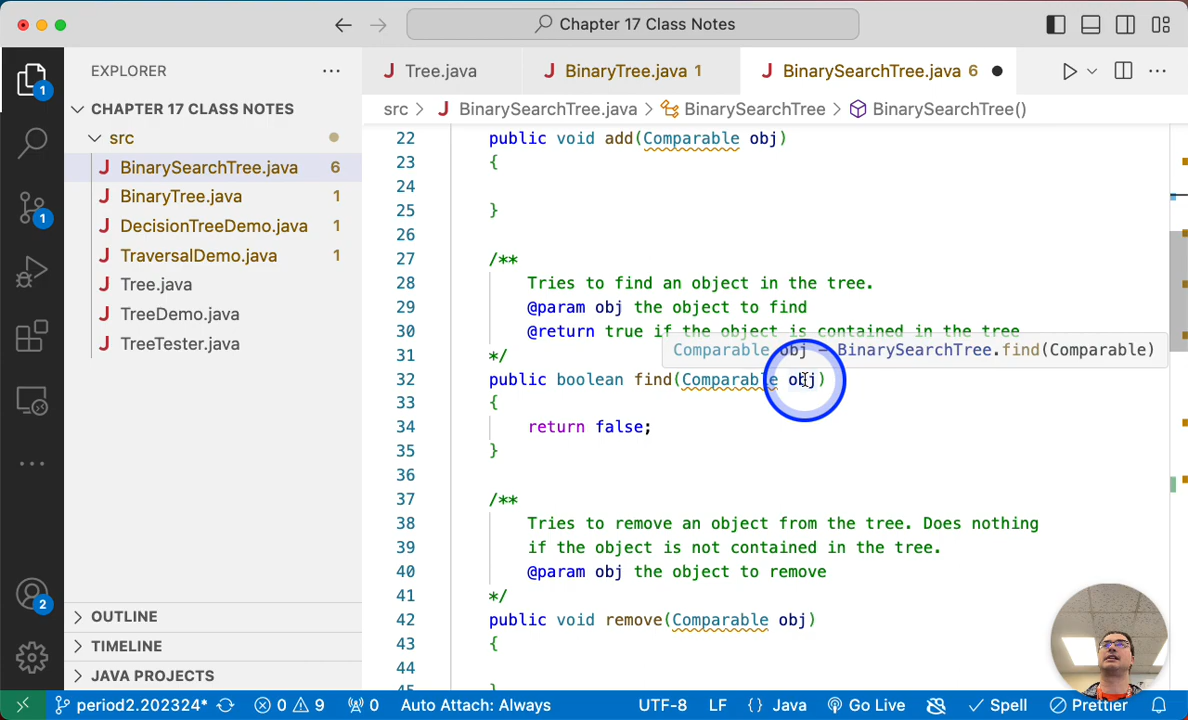 Chapter 17 Class Notes
EXPLORER
Tree.java
BinaryTree.java 1
BinarySearchTree.java 6
CHAPTER 17 CLASS NOTES
src > BinarySearchTree.java > BinarySearchTree > BinarySearchTree()
src
BinarySearchTree.java 6
BinaryTree.java 1
DecisionTreeDemo.java 1
TraversalDemo.java 1
Tree.java
TreeDemo.java
TreeTester.java
OUTLINE
TIMELINE
JAVA PROJECTS
1
1
2
22 public void add(Comparable obj)
23 {
24
25 }
26
27 /**
28 Tries to find an object in the tree.
29 @param obj the object to find
30 @return true if the object is contained in the tree
Comparable obj – BinarySearchTree.find(Comparable)
31 */
32 public boolean find(Comparable obj)
33 {
34 return false;
35 }
36
37 /**
38 Tries to remove an object from the tree. Does nothing
39 if the object is not contained in the tree.
40 @param obj the object to remove
41 */
42 public void remove(Comparable obj)
43 {
44
period2.202324* 0 9 0 Auto Attach: Always UTF-8 LF {} Java Go Live Spell Prettier